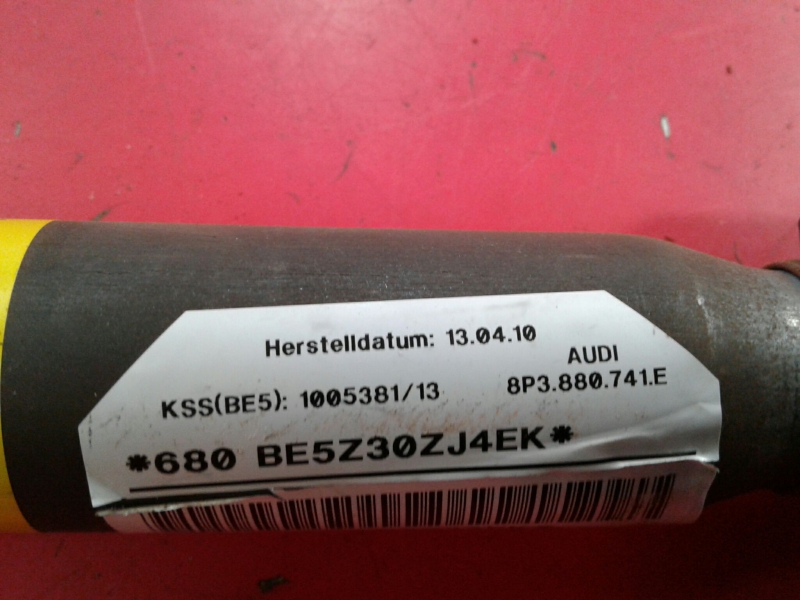 Herstelldatum: 13.04.10
AUDI
KSS(BE5): 1005381/13 8P3.880.741.E
*680 BE5Z30ZJ4EK*